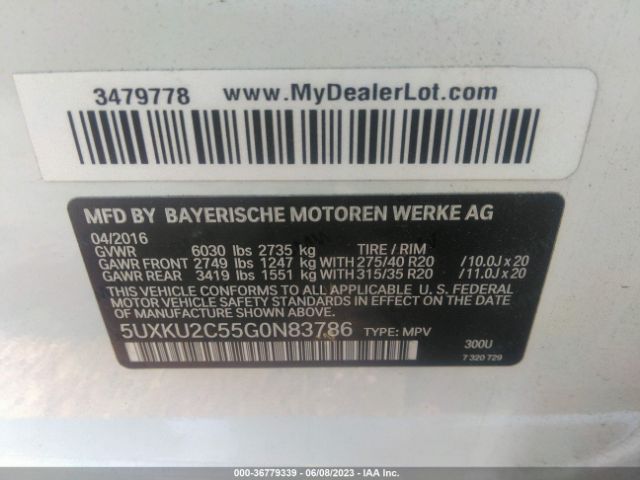 3479778 www.MyDealerLot.com
MFD BY BAYERISCHE MOTOREN WERKE AG
04/2016
GVWR 6030 lbs 2735 kg TIRE / RIM
GAWR FRONT 2749 lbs 1247 kg WITH 275/40 R20 /10.0J x 20
GAWR REAR 3419 lbs 1551 kg WITH 315/35 R20 /11.0J x 20
THIS VEHICLE CONFORMS TO ALL APPLICABLE U. S. FEDERAL
MOTOR VEHICLE SAFETY, BUMPER, AND THEFT PREVENTION
STANDARDS IN EFFECT ON THE DATE OF MANUFACTURE
SHOWN ABOVE.
5UXKU2C55G0N83786 TYPE: MPV
300U
7 320 729
000-36779339 / 06/08/2023 - IAA Inc.